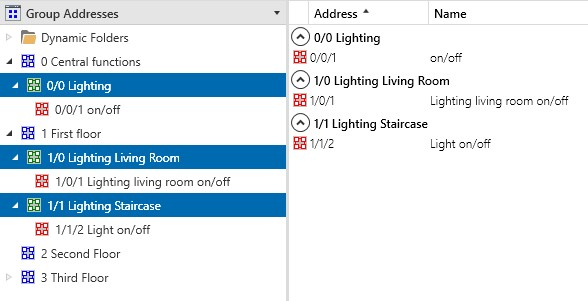 Group Addresses
Dynamic Folders
0 Central functions
0/0 Lighting
0/0/1 on/off
1 First floor
1/0 Lighting Living Room
1/0/1 Lighting living room on/off
1/1 Lighting Staircase
1/1/2 Light on/off
2 Second Floor
3 Third Floor
Address Name
0/0 Lighting
0/0/1 on/off
1/0 Lighting Living Room
1/0/1 Lighting living room on/off
1/1 Lighting Staircase
1/1/2 Light on/off